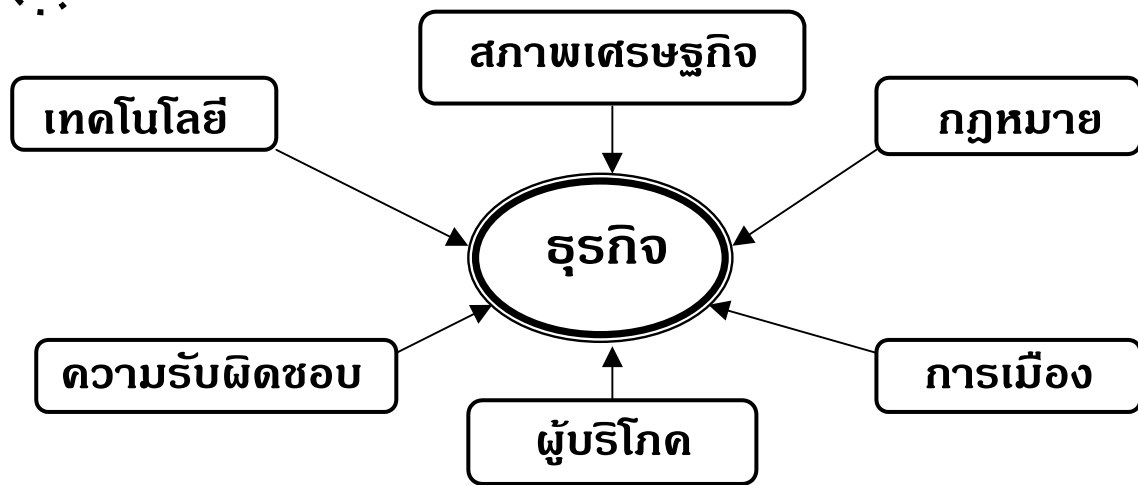 สภาพเศรษฐกิจ
เทคโนโลยี
กฎหมาย
ธุรกิจ
ความรับผิดชอบ
การเมือง
ผู้บริโภค